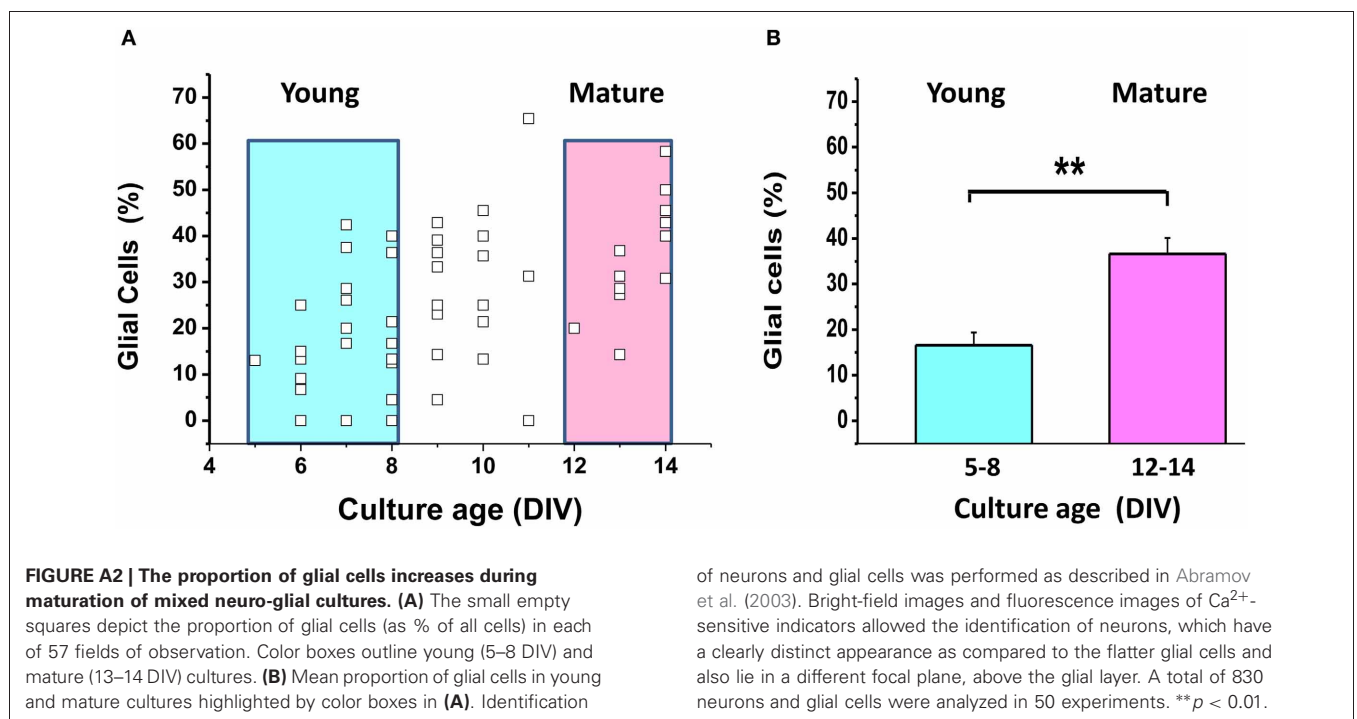 A
Young
Mature
70
60
50
40
30
20
10
0
Glial Cells (%)
4 6 8 10 12 14
Culture age (DIV)
B
Young
Mature
**
70
60
50
40
30
20
10
0
Glial cells (%)
5-8 12-14
Culture age (DIV)
FIGURE A2 | The proportion of glial cells increases during
maturation of mixed neuro-glial cultures. (A) The small empty
squares depict the proportion of glial cells (as % of all cells) in each
of 57 fields of observation. Color boxes outline young (5–8 DIV) and
mature (13–14 DIV) cultures. (B) Mean proportion of glial cells in young
and mature cultures highlighted by color boxes in (A). Identification
of neurons and glial cells was performed as described in Abramov
et al. (2003). Bright-field images and fluorescence images of Ca²⁺-
sensitive indicators allowed the identification of neurons, which have
a clearly distinct appearance as compared to the flatter glial cells and
also lie in a different focal plane, above the glial layer. A total of 830
neurons and glial cells were analyzed in 50 experiments. **p < 0.01.